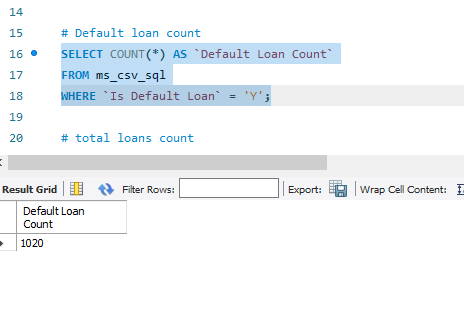 14
15 # Default loan count
16 SELECT COUNT(*) AS `Default Loan Count`
17 FROM ms_csv_sql
18 WHERE `Is Default Loan` = 'Y';
19
20 # total loans count
Result Grid Filter Rows: Export: Wrap Cell Content:
Default Loan
Count
1020